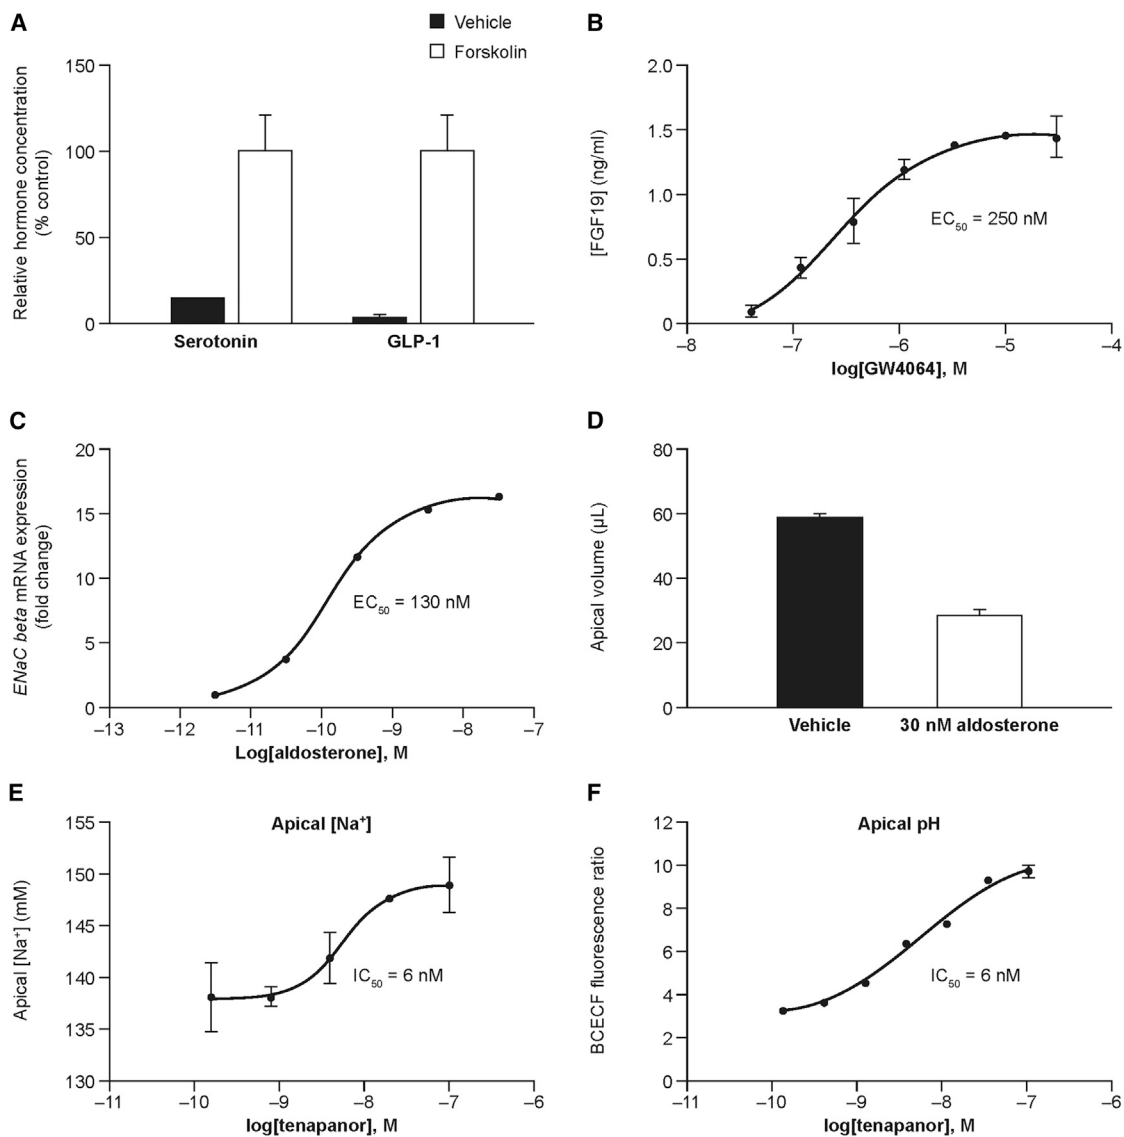 A
Vehicle
Forskolin
Relative hormone concentration
(% control)
150
100
50
0
Serotonin
GLP-1
B
[FGF19] (ng/ml)
2.0
1.5
1.0
0.5
0
EC50 = 250 nM
–8
–7
–6
–5
–4
log[GW4064], M
C
ENaC beta mRNA expression
(fold change)
20
15
10
5
0
EC50 = 130 nM
–13
–12
–11
–10
–9
–8
–7
Log[aldosterone], M
D
Apical volume (µL)
80
60
40
20
0
Vehicle
30 nM aldosterone
E
Apical [Na+]
Apical [Na+] (mM)
155
150
145
140
135
130
IC50 = 6 nM
–11
–10
–9
–8
–7
–6
log[tenapanor], M
F
Apical pH
BCECF fluorescence ratio
12
10
8
6
4
2
0
IC50 = 6 nM
–11
–10
–9
–8
–7
–6
log[tenapanor], M